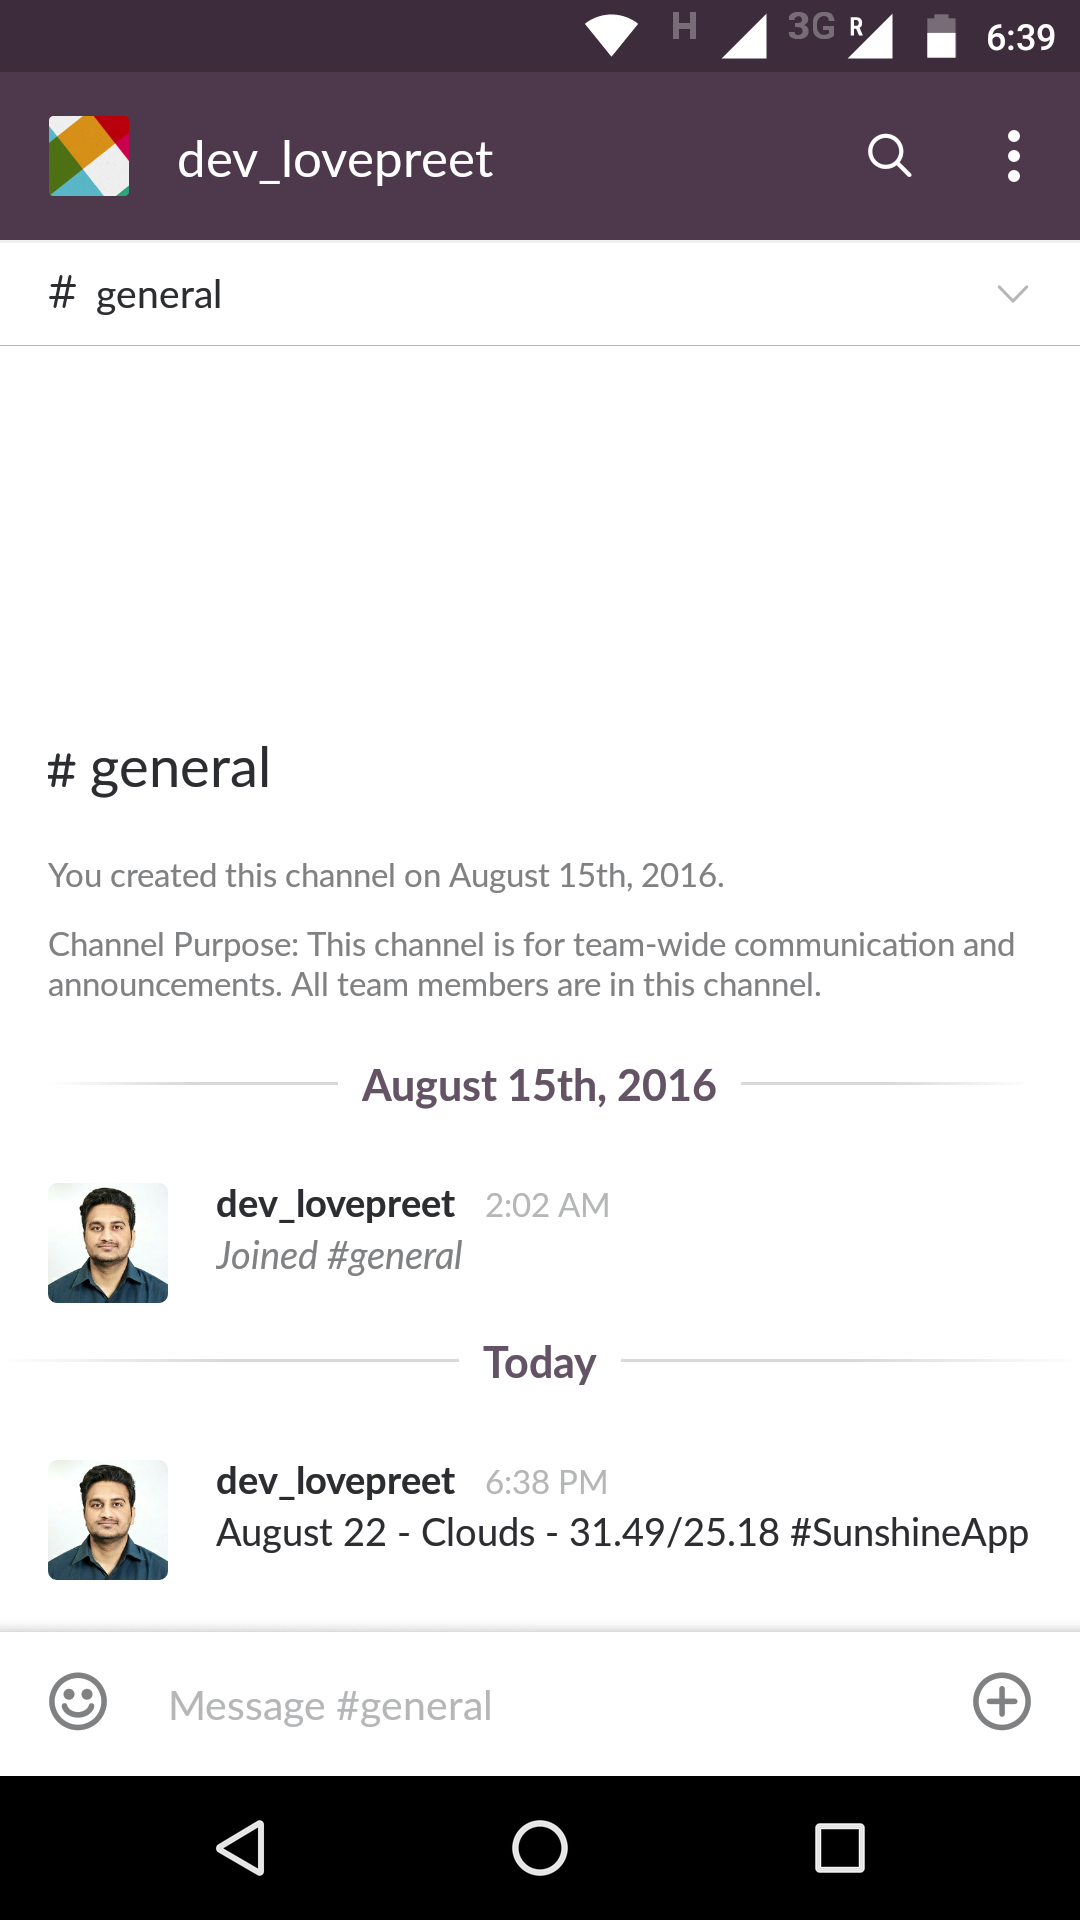 H 3G R 6:39
dev_lovepreet
# general
# general
You created this channel on August 15th, 2016.
Channel Purpose: This channel is for team-wide communication and
announcements. All team members are in this channel.
August 15th, 2016
dev_lovepreet 2:02 AM
Joined #general
Today
dev_lovepreet 6:38 PM
August 22 - Clouds - 31.49/25.18 #SunshineApp
Message #general